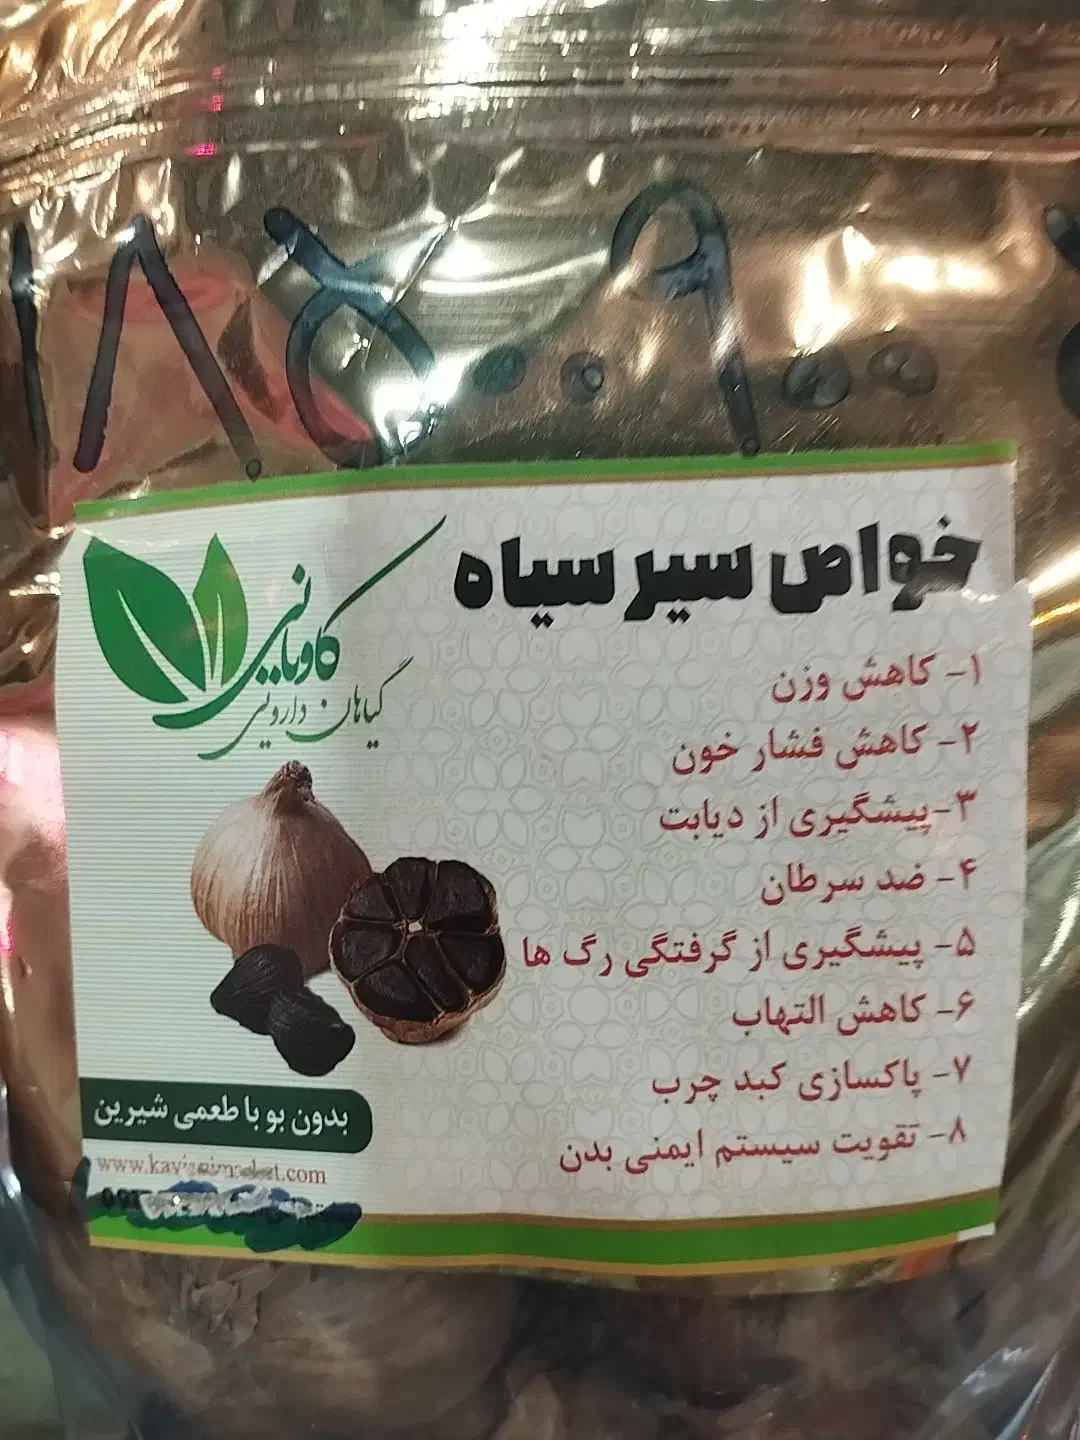 خواص سیر سیاه
کاویانی
گیاهان دارویی
۱- کاهش وزن
۲- کاهش فشار خون
۳-پیشگیری از دیابت
۴- ضد سرطان
۵- پیشگیری از گرفتگی رگ ها
۶- کاهش التهاب
۷- پاکسازی کبد چرب
۸- تقویت سیستم ایمنی بدن
بدون بو با طعمی شیرین